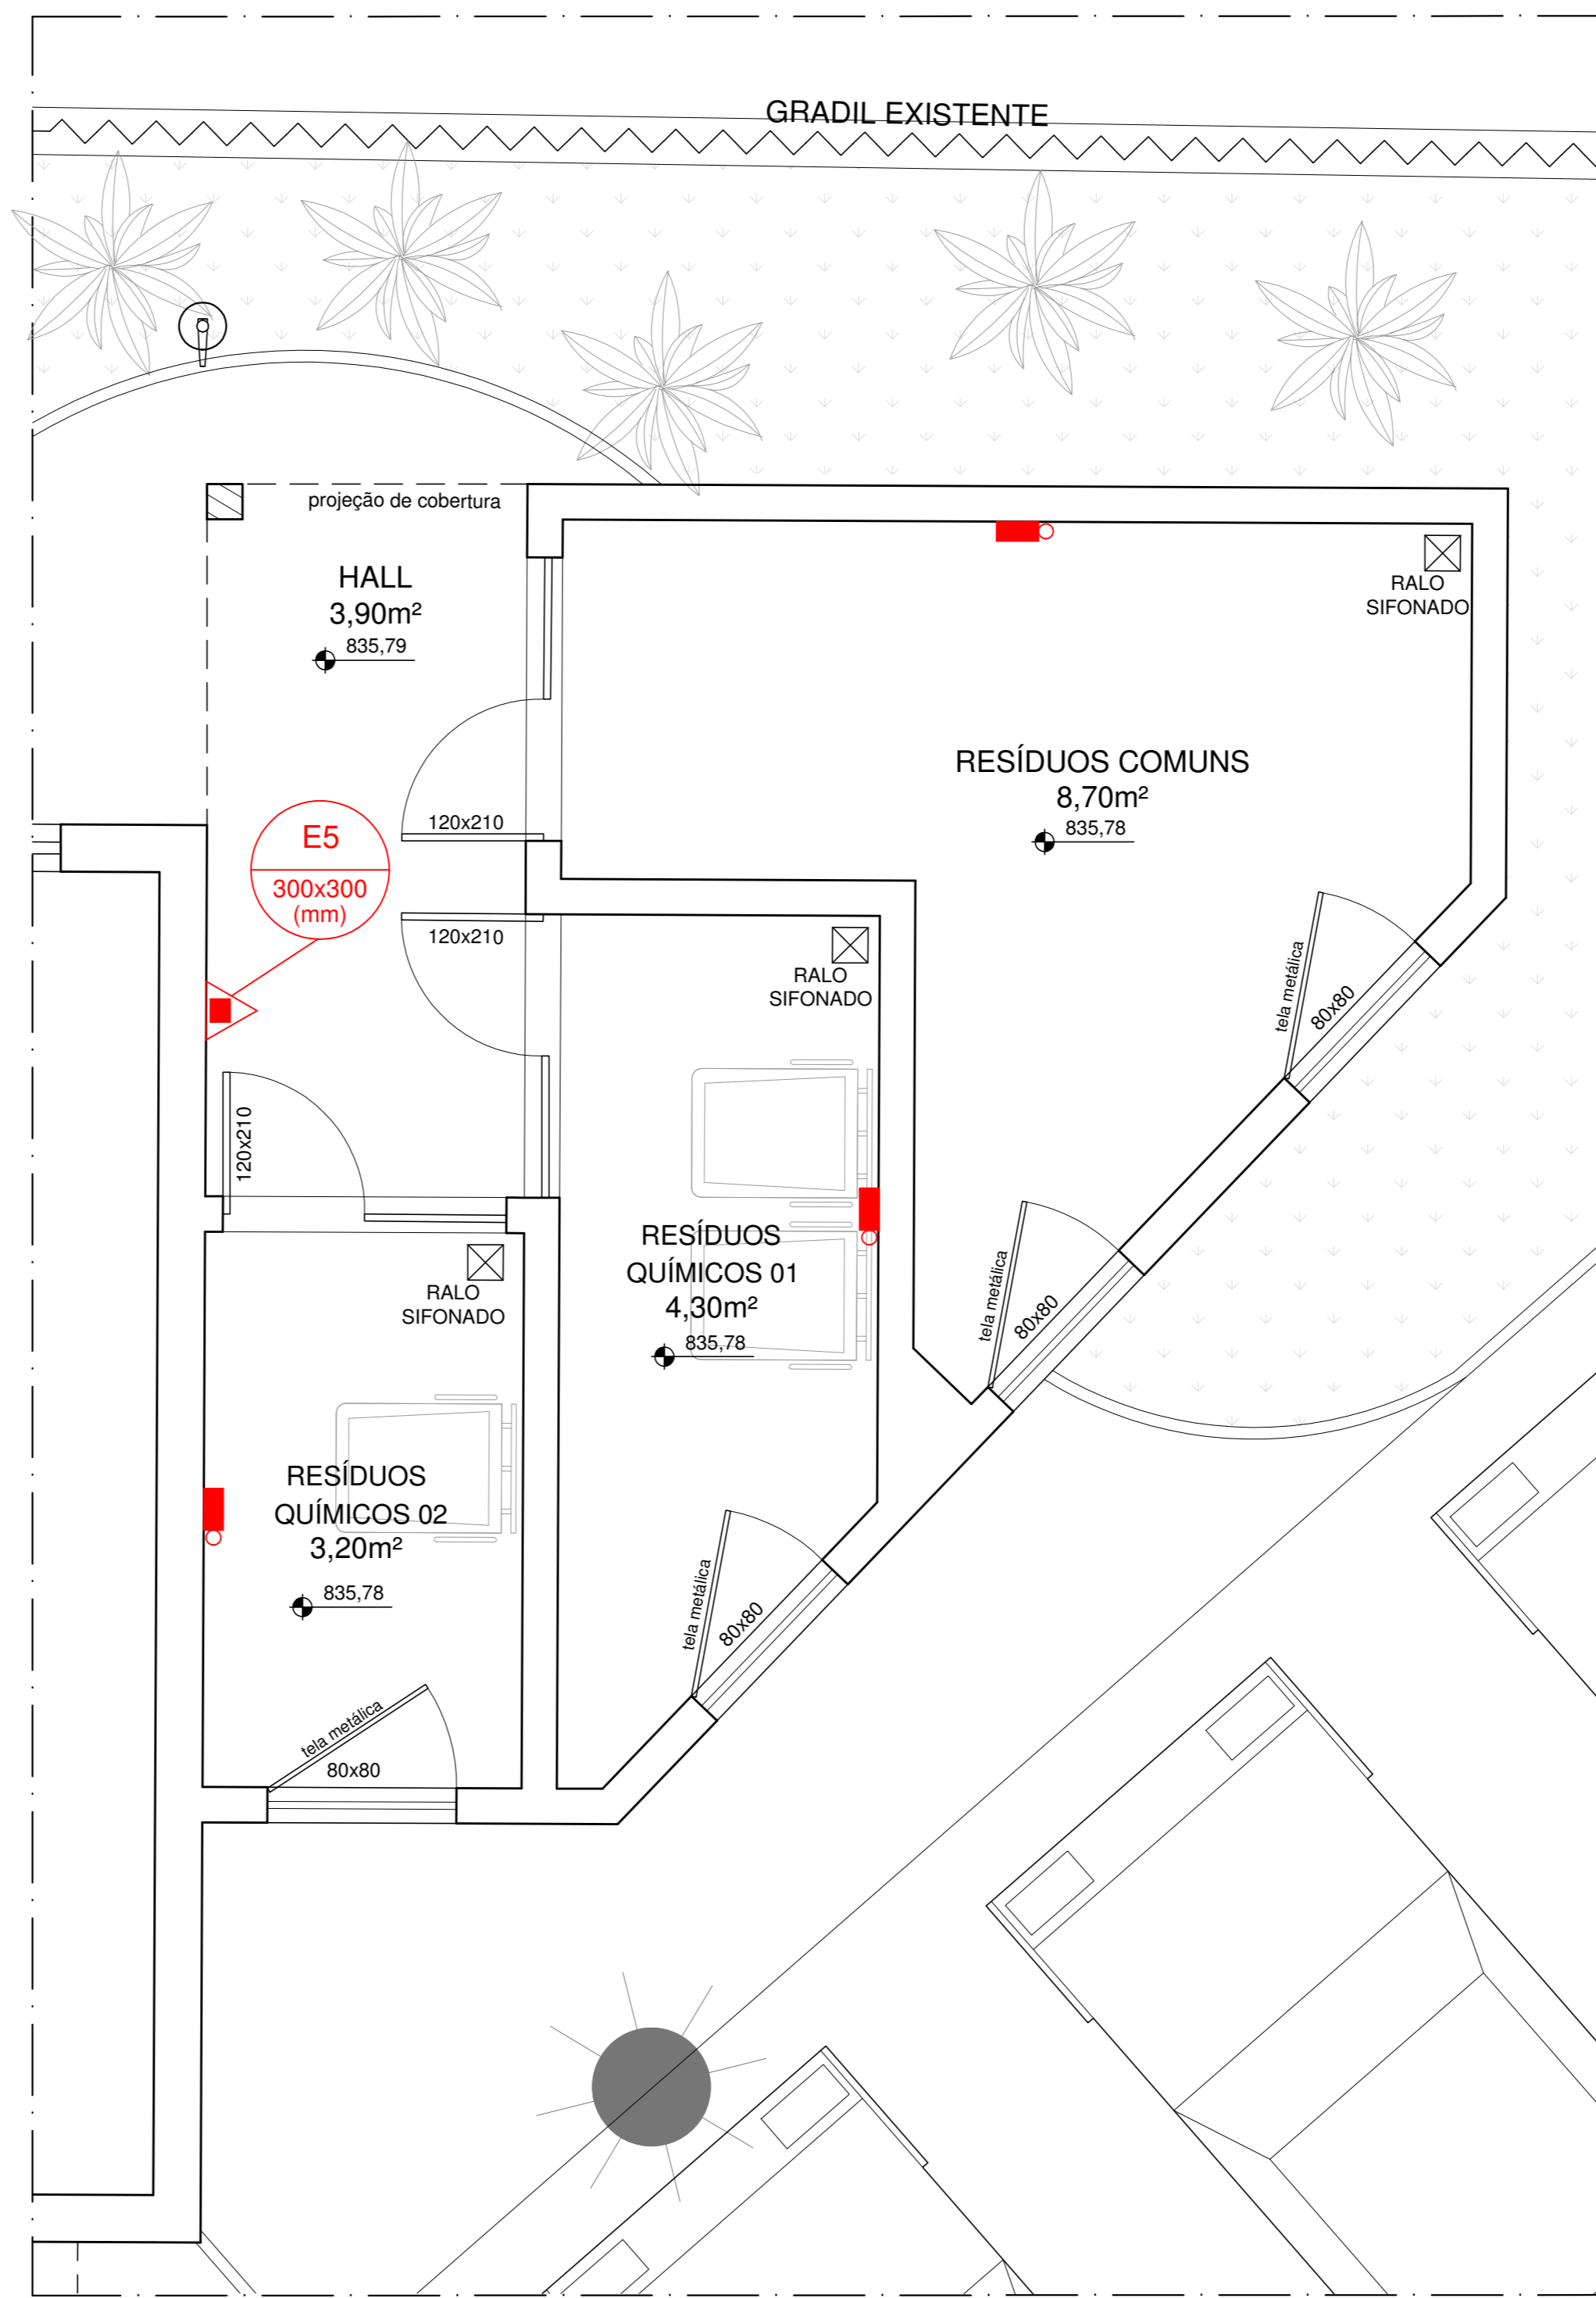 GRADIL EXISTENTE
projeção de cobertura
HALL
3,90m²
835,79
RALO
SIFONADO
RESÍDUOS COMUNS
8,70m²
835,78
120x210
E5
300x300
(mm)
120x210
RALO
SIFONADO
tela metálica
80x80
120x210
RESÍDUOS
QUÍMICOS 01
4,30m²
835,78
tela metálica
80x80
RALO
SIFONADO
RESÍDUOS
QUÍMICOS 02
3,20m²
835,78
tela metálica
80x80
tela metálica
80x80